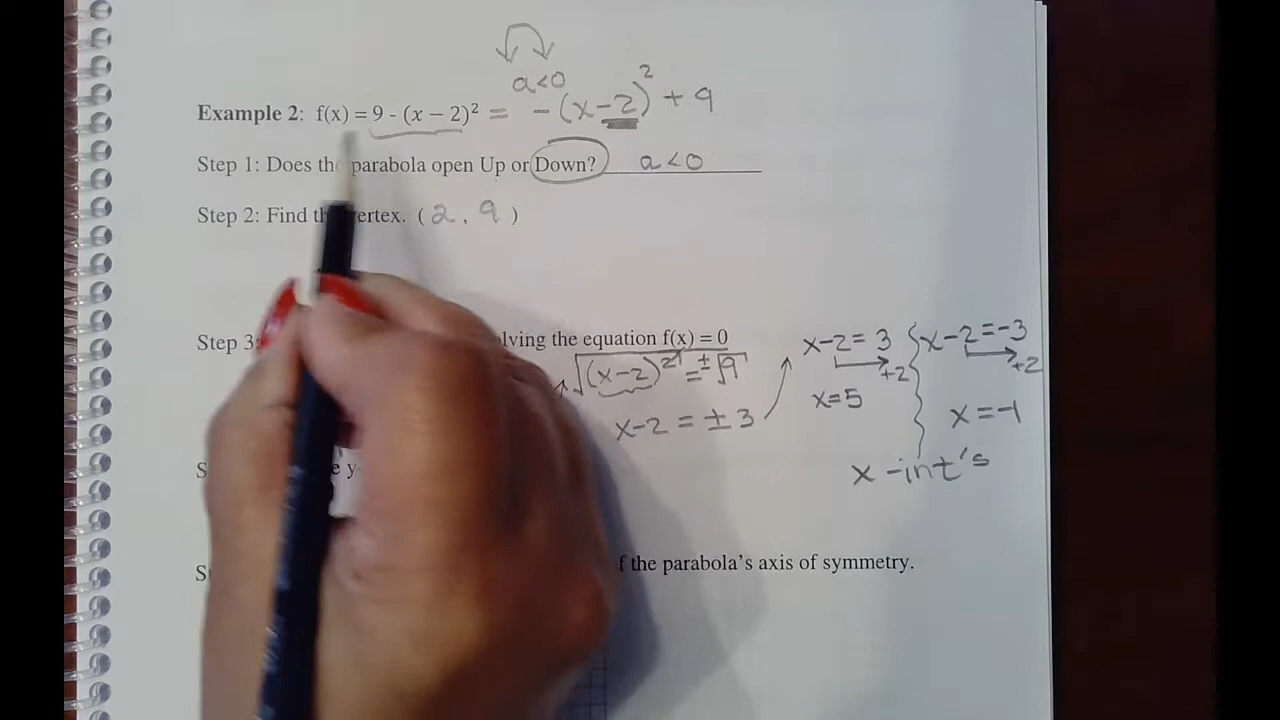 a<0
Example 2: f(x) = 9 - (x − 2)² = -(x-2)² + 9
Step 1: Does the parabola open Up or Down? a<0
Step 2: Find the vertex. (2, 9)
Step 3: lving the equation f(x) = 0
√(x-2)² = ±√9
x-2 = ±3
x-2 = 3
+2
x=5
x-2=-3
+2
x=-1
x-int's
f the parabola's axis of symmetry.